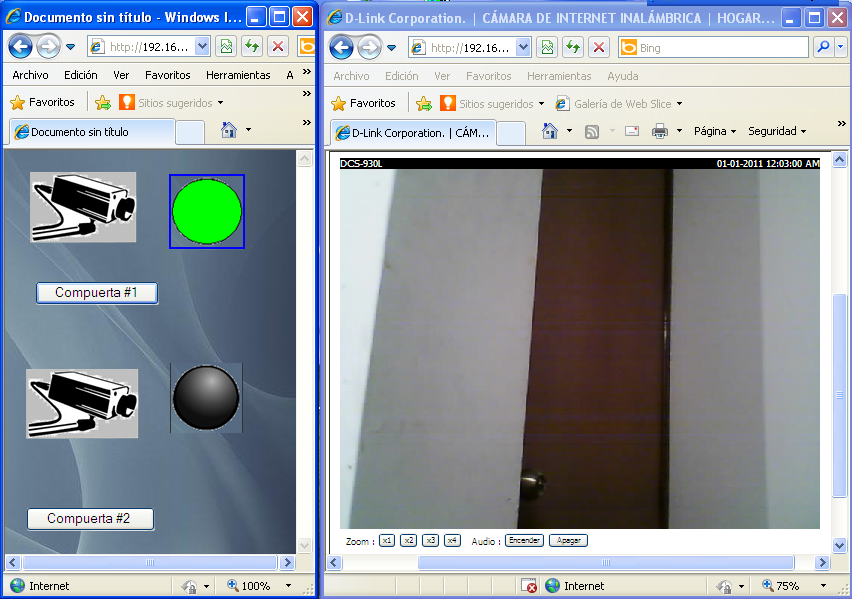 Documento sin título - Windows I...
http://192.16...
Archivo Edición Ver Favoritos Herramientas A »
Favoritos Sitios sugeridos »
Documento sin título »
Compuerta #1
Compuerta #2
Internet 100%
D-Link Corporation. | CÁMARA DE INTERNET INALÁMBRICA | HOGAR...
http://192.16... Bing
Archivo Edición Ver Favoritos Herramientas Ayuda
Favoritos Sitios sugeridos Galería de Web Slice
D-Link Corporation. | CÁM... Página Seguridad »
DCS-930L 01-01-2011 12:03:00 AM
Zoom : x1 x2 x3 x4 Audio : Encender Apagar
Internet 75%